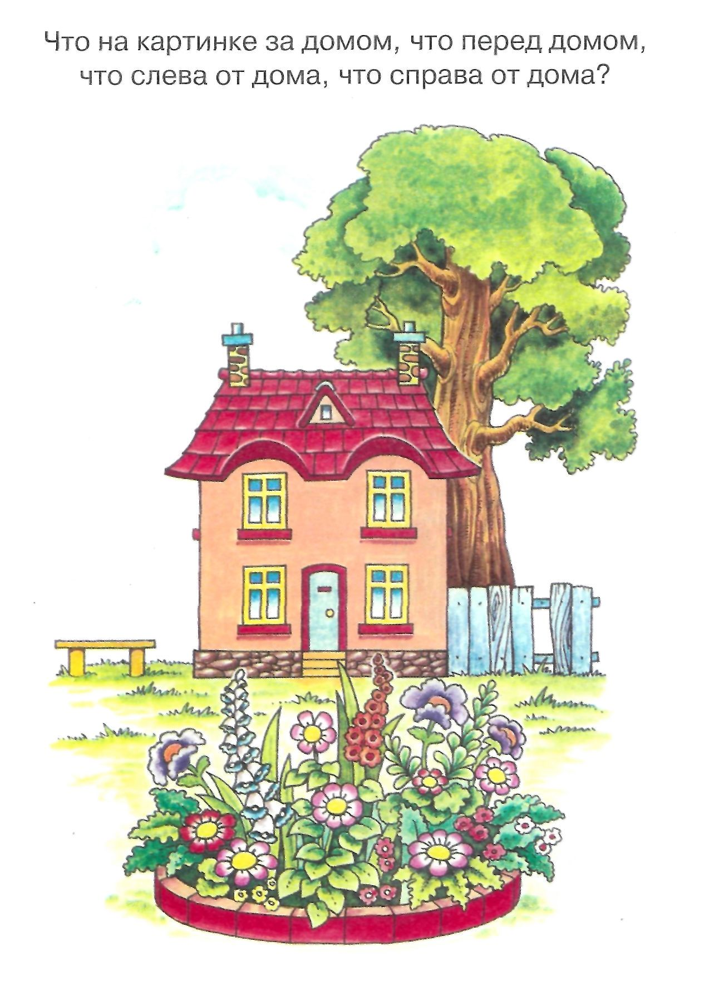 Что на картинке за домом, что перед домом,
что слева от дома, что справа от дома?